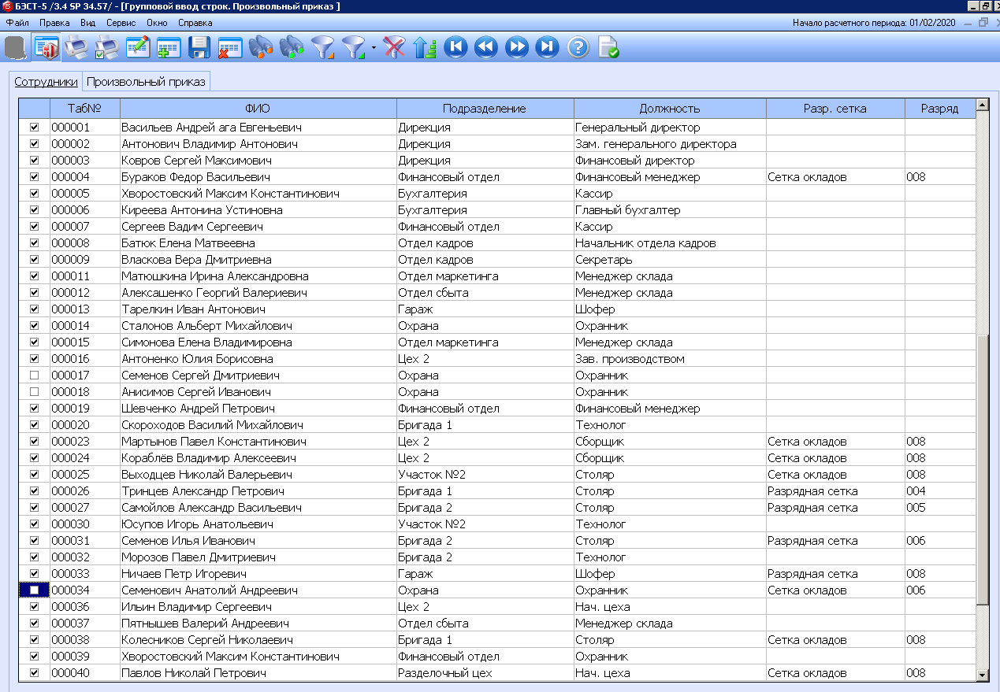 БЭСТ-5 /3.4 SP 34.57/ - [Групповой ввод строк. Произвольный приказ ]
Файл Правка Вид Сервис Окно Справка Начало расчетного периода: 01/02/2020
Сотрудники Произвольный приказ
Таб№ ФИО Подразделение Должность Разр. сетка Разряд
000001 Васильев Андрей ага Евгеньевич Дирекция Генеральный директор
000002 Антонович Владимир Антонович Дирекция Зам. генерального директора
000003 Ковров Сергей Максимович Дирекция Финансовый директор
000004 Бураков Федор Васильевич Финансовый отдел Финансовый менеджер Сетка окладов 008
000005 Хворостовский Максим Константинович Бухгалтерия Кассир
000006 Киреева Антонина Устиновна Бухгалтерия Главный бухгалтер
000007 Сергеев Вадим Сергеевич Финансовый отдел Кассир
000008 Батюк Елена Матвеевна Отдел кадров Начальник отдела кадров
000009 Власкова Вера Дмитриевна Отдел кадров Секретарь
000011 Матюшкина Ирина Александровна Отдел маркетинга Менеджер склада
000012 Алексашенко Георгий Валериевич Отдел сбыта Менеджер склада
000013 Тарелкин Иван Антонович Гараж Шофер
000014 Сталонов Альберт Михайлович Охрана Охранник
000015 Симонова Елена Владимировна Отдел маркетинга Менеджер склада
000016 Антоненко Юлия Борисовна Цех 2 Зав. производством
000017 Семенов Сергей Дмитриевич Охрана Охранник
000018 Анисимов Сергей Иванович Охрана Охранник
000019 Шевченко Андрей Петрович Финансовый отдел Финансовый менеджер
000020 Скороходов Василий Михайлович Бригада 1 Технолог
000023 Мартынов Павел Константинович Цех 2 Сборщик Сетка окладов 008
000024 Кораблёв Владимир Алексеевич Цех 2 Сборщик Сетка окладов 008
000025 Выходцев Николай Валерьевич Участок №2 Столяр Сетка окладов 008
000026 Тринцев Александр Петрович Бригада 1 Столяр Разрядная сетка 004
000027 Самойлов Александр Васильевич Бригада 2 Столяр Разрядная сетка 005
000030 Юсупов Игорь Анатольевич Участок №2 Технолог
000031 Семенов Илья Иванович Бригада 2 Столяр Разрядная сетка 006
000032 Морозов Павел Дмитриевич Бригада 2 Технолог
000033 Ничаев Петр Игоревич Гараж Шофер Разрядная сетка 008
000034 Семенович Анатолий Андреевич Охрана Охранник Сетка окладов 006
000036 Ильин Владимир Сергеевич Цех 2 Нач. цеха
000037 Пятнышев Валерий Андреевич Отдел сбыта Менеджер склада
000038 Колесников Сергей Николаевич Бригада 1 Столяр Сетка окладов 008
000039 Хворостовский Максим Константинович Финансовый отдел Охранник
000040 Павлов Николай Петрович Разделочный цех Нач. цеха Сетка окладов 008